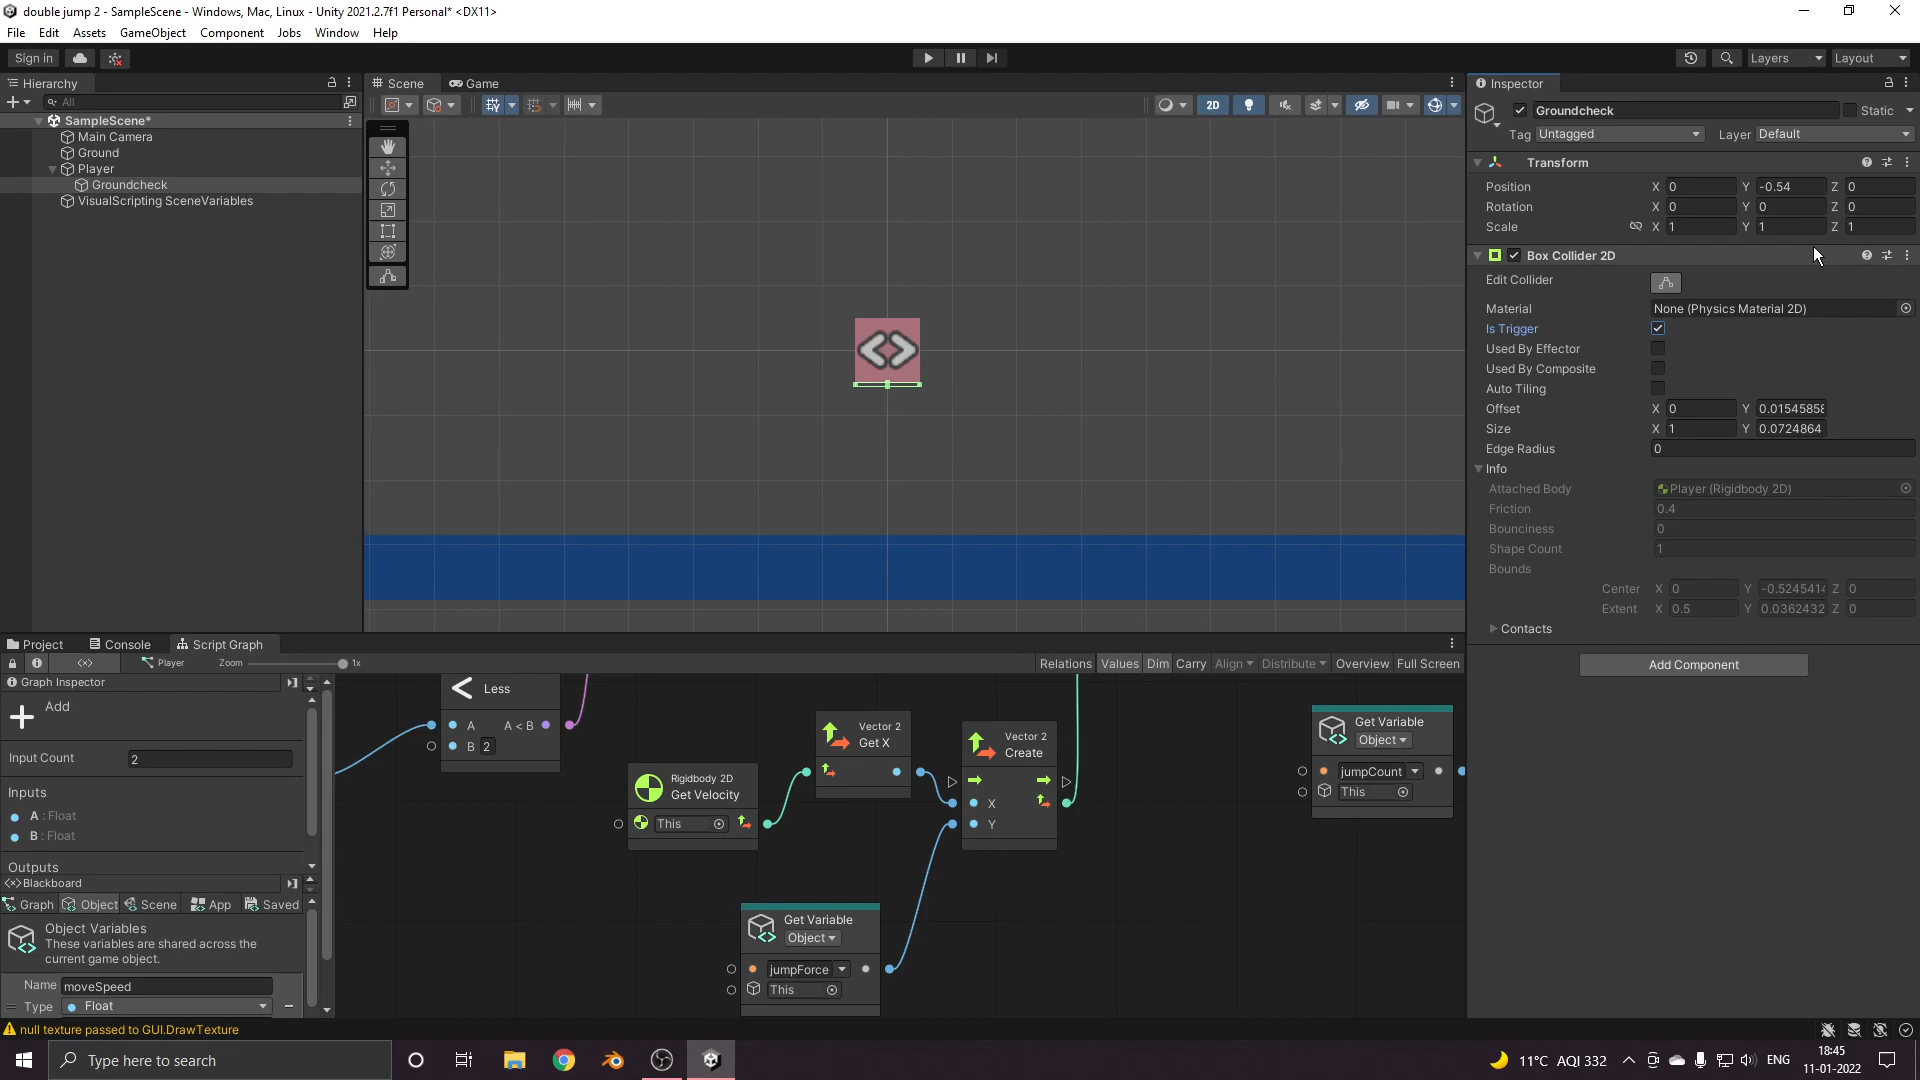 double jump 2 - SampleScene - Windows, Mac, Linux - Unity 2021.2.7f1 Personal* <DX11>
File Edit Assets GameObject Component Jobs Window Help
Sign in
Layers
Layout
Hierarchy
All
SampleScene*
Main Camera
Ground
Player
Groundcheck
VisualScripting SceneVariables
Scene
Game
2D
Inspector
Groundcheck
Static
Tag Untagged
Layer Default
Transform
Position X 0 Y -0.54 Z 0
Rotation X 0 Y 0 Z 0
Scale X 1 Y 1 Z 1
Box Collider 2D
Edit Collider
Material None (Physics Material 2D)
Is Trigger
Used By Effector
Used By Composite
Auto Tiling
Offset X 0 Y 0.01545858
Size X 1 Y 0.0724864
Edge Radius 0
Info
Attached Body Player (Rigidbody 2D)
Friction 0.4
Bounciness 0
Shape Count 1
Bounds
Center X 0 Y -0.5245414 Z 0
Extent X 0.5 Y 0.0362432 Z 0
Contacts
Add Component
Project
Console
Script Graph
Player
Zoom 1x
Relations Values Dim Carry Align Distribute Overview Full Screen
Graph Inspector
Add
Input Count 2
Inputs
A : Float
B : Float
Outputs
Blackboard
Graph Object Scene App Saved
Object Variables
These variables are shared across the
current game object.
Name moveSpeed
Type Float
Less
A A < B
B 2
Rigidbody 2D
Get Velocity
This
Vector 2
Get X
Vector 2
Create
X
Y
Get Variable
Object
jumpForce
This
Get Variable
Object
jumpCount
This
null texture passed to GUI.DrawTexture
Type here to search
11°C AQI 332
ENG
18:45
11-01-2022